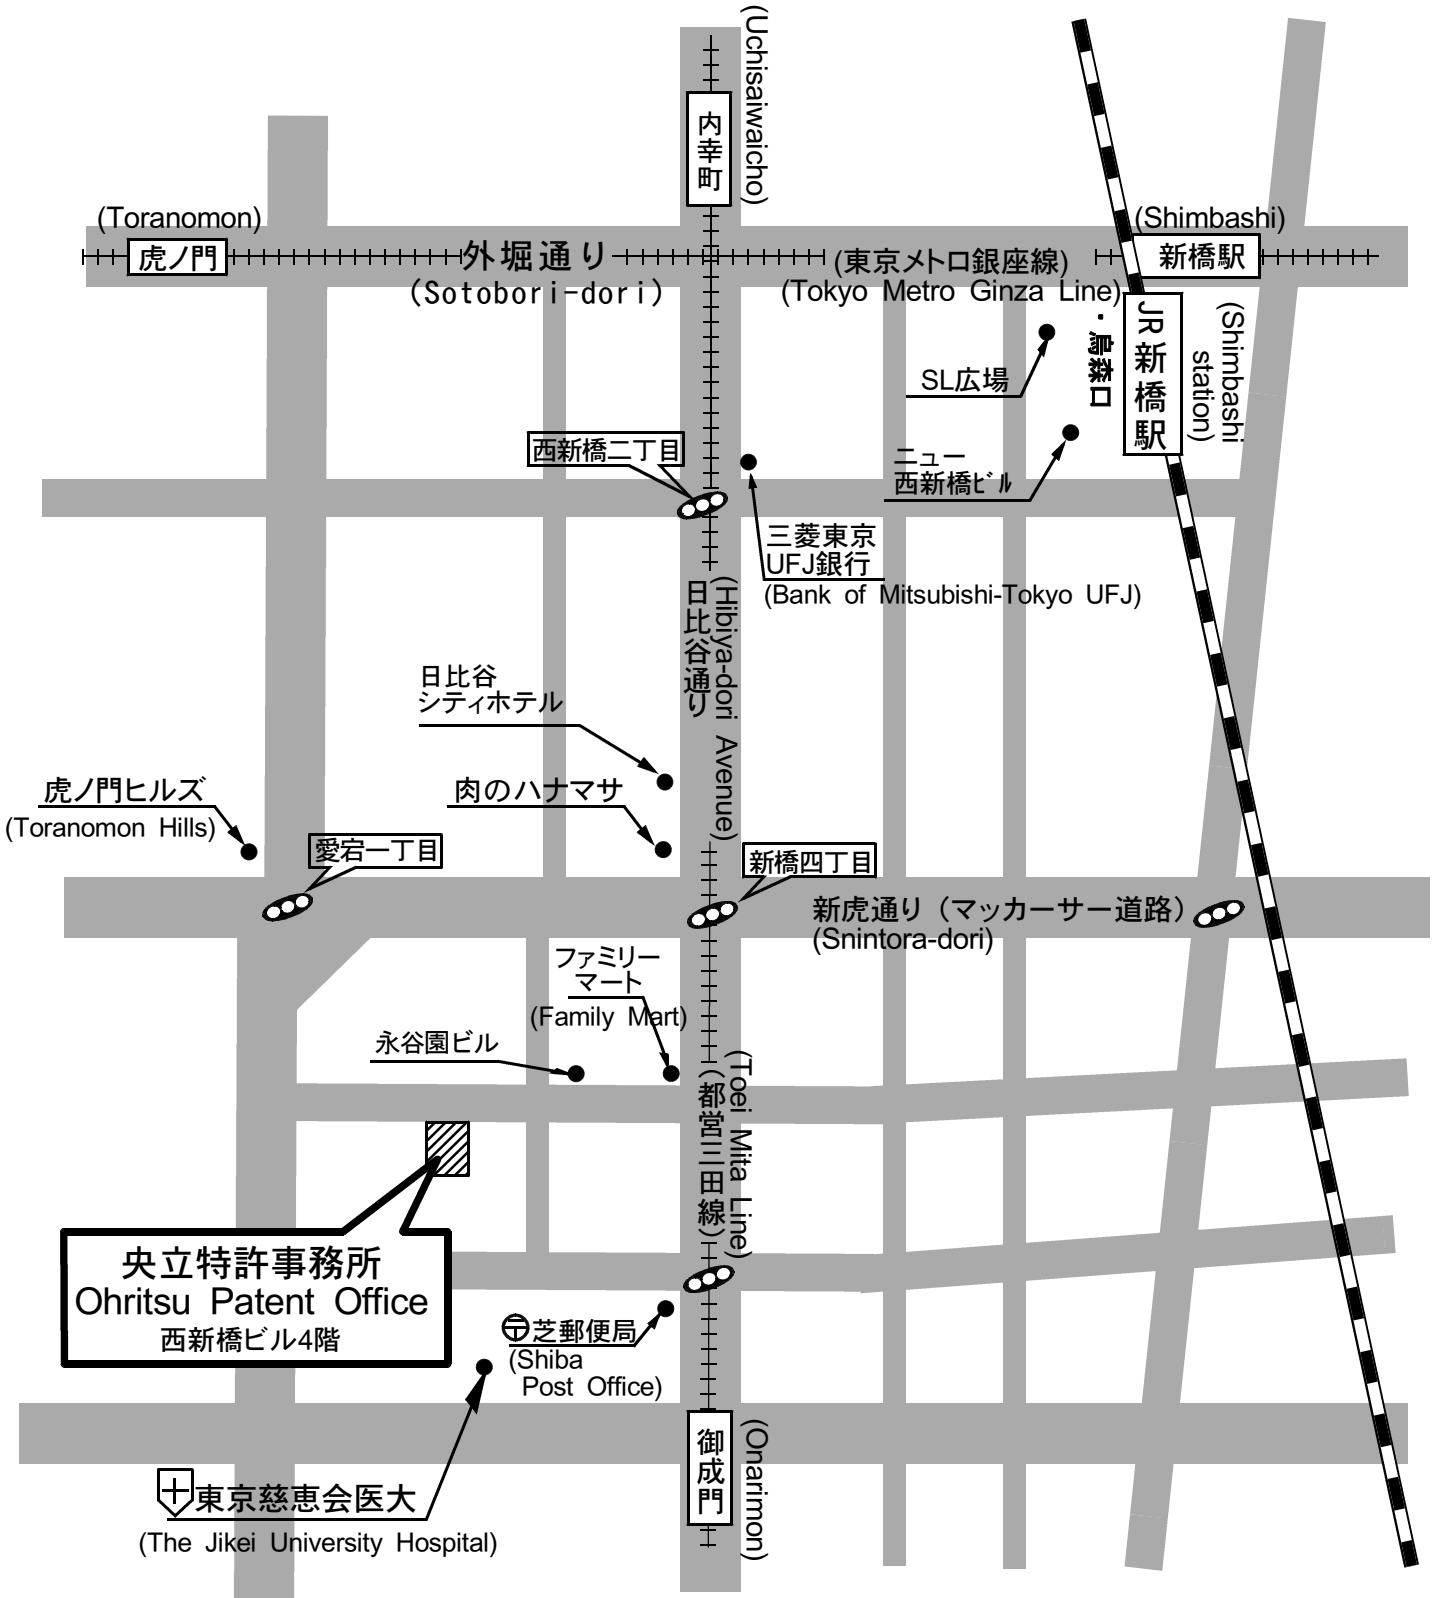 (Uchisaiwaicho)
内幸町
(Toranomon)
虎ノ門
外堀通り
(Sotobori-dori)
(東京メトロ銀座線)
(Tokyo Metro Ginza Line)
(Shimbashi)
新橋駅
JR新橋駅
(Shimbashi
station)
・烏森口
SL広場
西新橋二丁目
ニュー
西新橋ビル
三菱東京
UFJ銀行
(Bank of Mitsubishi-Tokyo UFJ)
日比谷通り
(Hibiya-dori Avenue)
日比谷
シティホテル
虎ノ門ヒルズ
(Toranomon Hills)
肉のハナマサ
愛宕一丁目
新橋四丁目
新虎通り（マッカーサー道路）
(Snintora-dori)
ファミリー
マート
(Family Mart)
永谷園ビル
(都営三田線)
(Toei Mita Line)
央立特許事務所
Ohritsu Patent Office
西新橋ビル4階
〒芝郵便局
(Shiba
Post Office)
御成門
(Onarimon)
東京慈恵会医大
(The Jikei University Hospital)